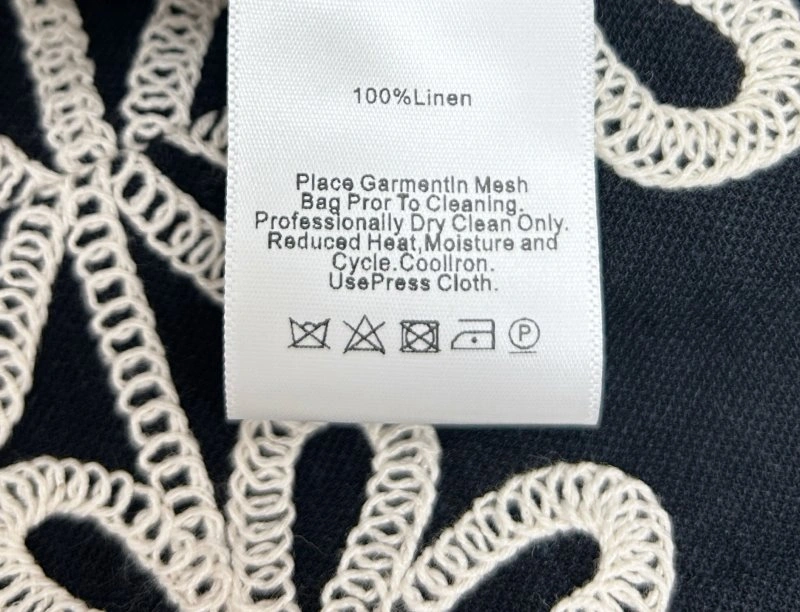 100%Linen
Place GarmentIn Mesh
Bag Pror To Cleaning.
Professionally Dry Clean Only.
Reduced Heat,Moisture and
Cycle.CoolIron.
UsePress Cloth.
P